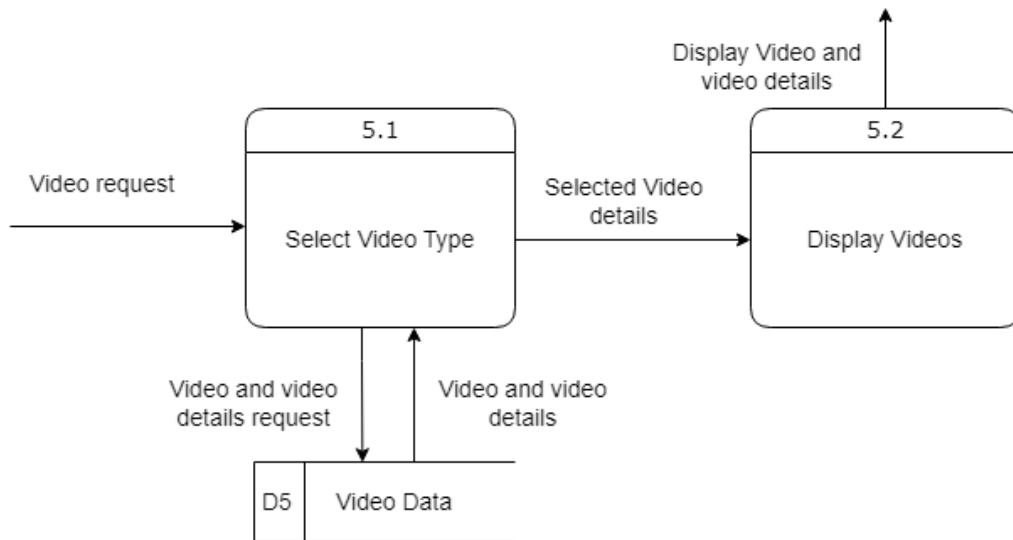 Display Video and
video details
5.1
5.2
Video request
Selected Video
details
Select Video Type
Display Videos
Video and video
details request
Video and video
details
D5
Video Data